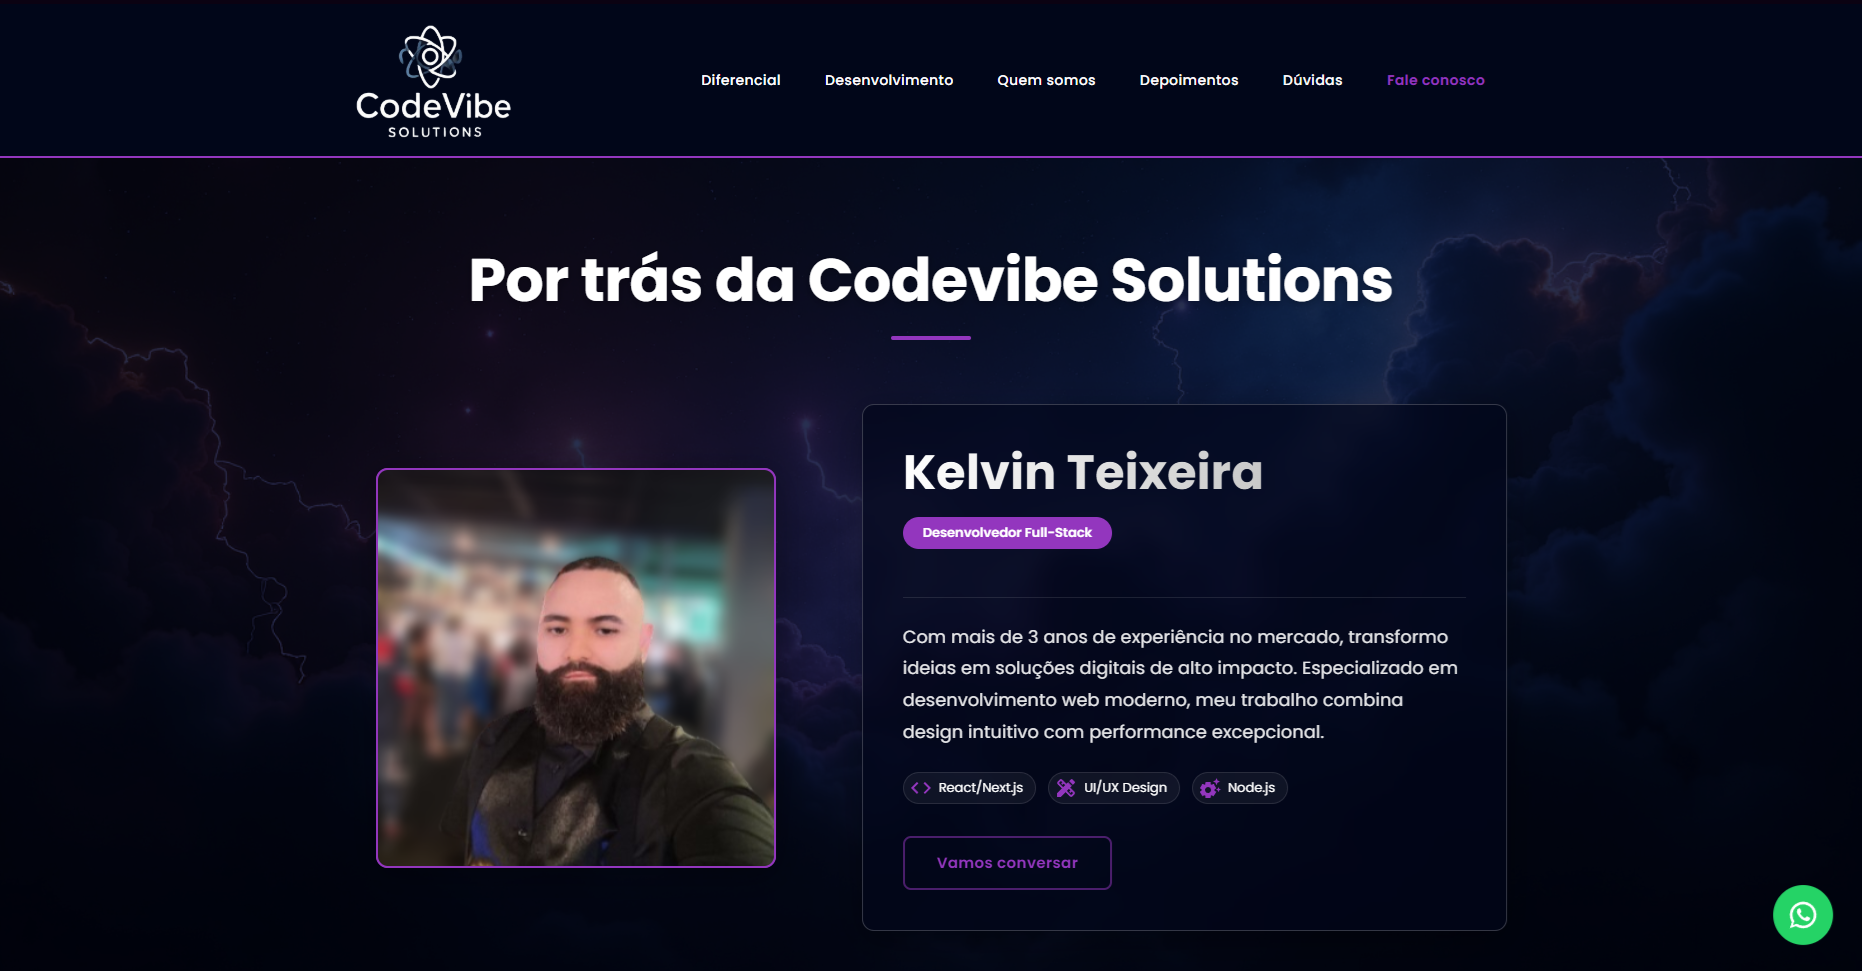 CodeVibe
SOLUTIONS
Diferencial
Desenvolvimento
Quem somos
Depoimentos
Dúvidas
Fale conosco
Por trás da Codevibe Solutions
Kelvin Teixeira
Desenvolvedor Full-Stack
Com mais de 3 anos de experiência no mercado, transformo
ideias em soluções digitais de alto impacto. Especializado em
desenvolvimento web moderno, meu trabalho combina
design intuitivo com performance excepcional.
React/Next.js
UI/UX Design
Node.js
Vamos conversar